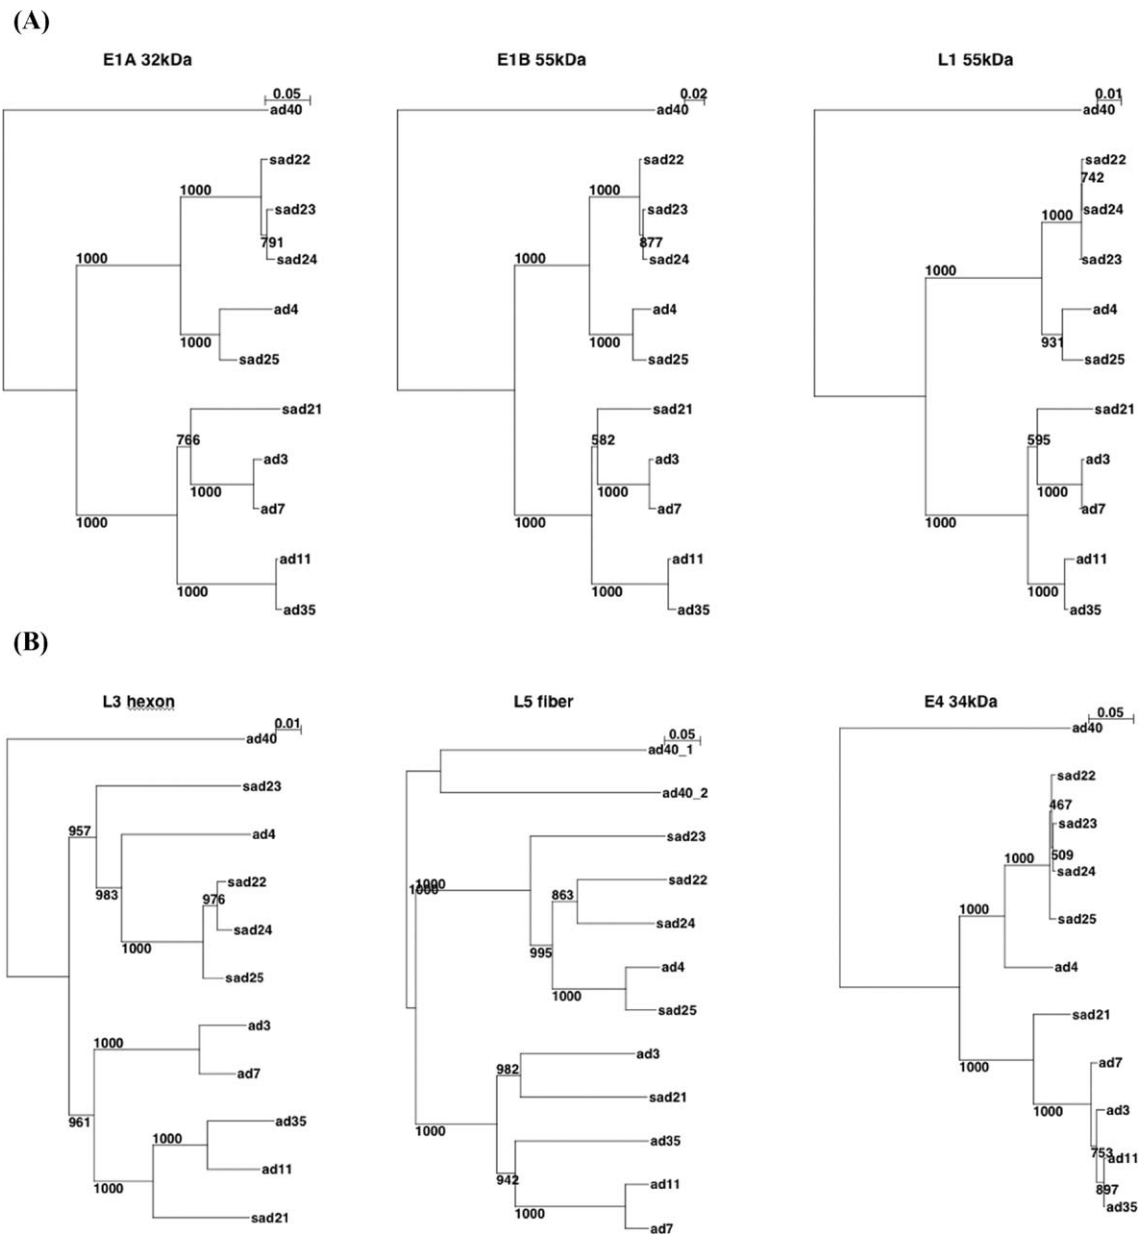 (A)
E1A 32kDa
0.05
ad40
sad22
1000
sad23
791
sad24
1000
ad4
1000
sad25
sad21
766
ad3
1000
ad7
1000
ad11
1000
ad35
E1B 55kDa
0.02
ad40
sad22
1000
sad23
877
sad24
1000
ad4
1000
sad25
sad21
582
ad3
1000
ad7
1000
ad11
1000
ad35
L1 55kDa
0.01
ad40
sad22
742
sad24
1000
sad23
1000
ad4
931
sad25
sad21
595
ad3
1000
ad7
1000
ad11
1000
ad35
(B)
L3 hexon
0.01
ad40
sad23
957
ad4
983
sad22
976
sad24
1000
sad25
ad3
1000
ad7
961
ad35
1000
ad11
1000
sad21
L5 fiber
0.05
ad40_1
ad40_2
sad23
1000
1000
sad22
863
sad24
995
ad4
1000
sad25
ad3
982
sad21
1000
ad35
942
ad11
1000
ad7
E4 34kDa
0.05
ad40
sad22
467
sad23
509
1000
sad24
1000
sad25
ad4
sad21
1000
ad7
1000
ad3
753
ad11
897
ad35